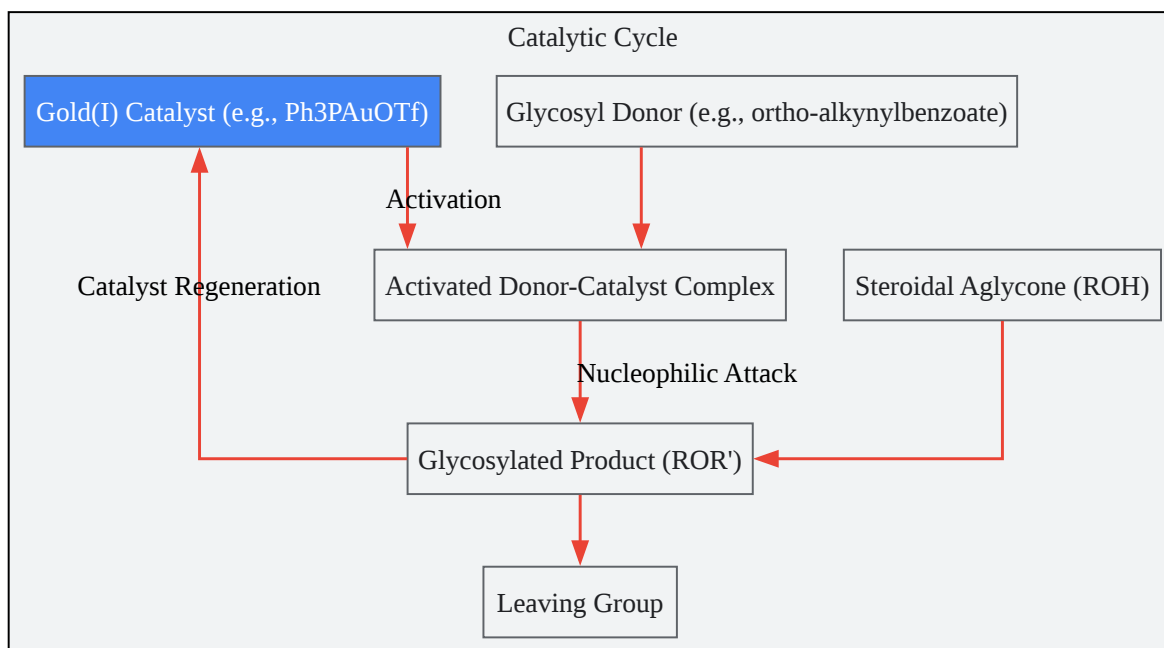 Catalytic Cycle
Gold(I) Catalyst (e.g., Ph3PAuOTf)
Glycosyl Donor (e.g., ortho-alkynylbenzoate)
Activation
Catalyst Regeneration
Activated Donor-Catalyst Complex
Steroidal Aglycone (ROH)
Nucleophilic Attack
Glycosylated Product (ROR')
Leaving Group